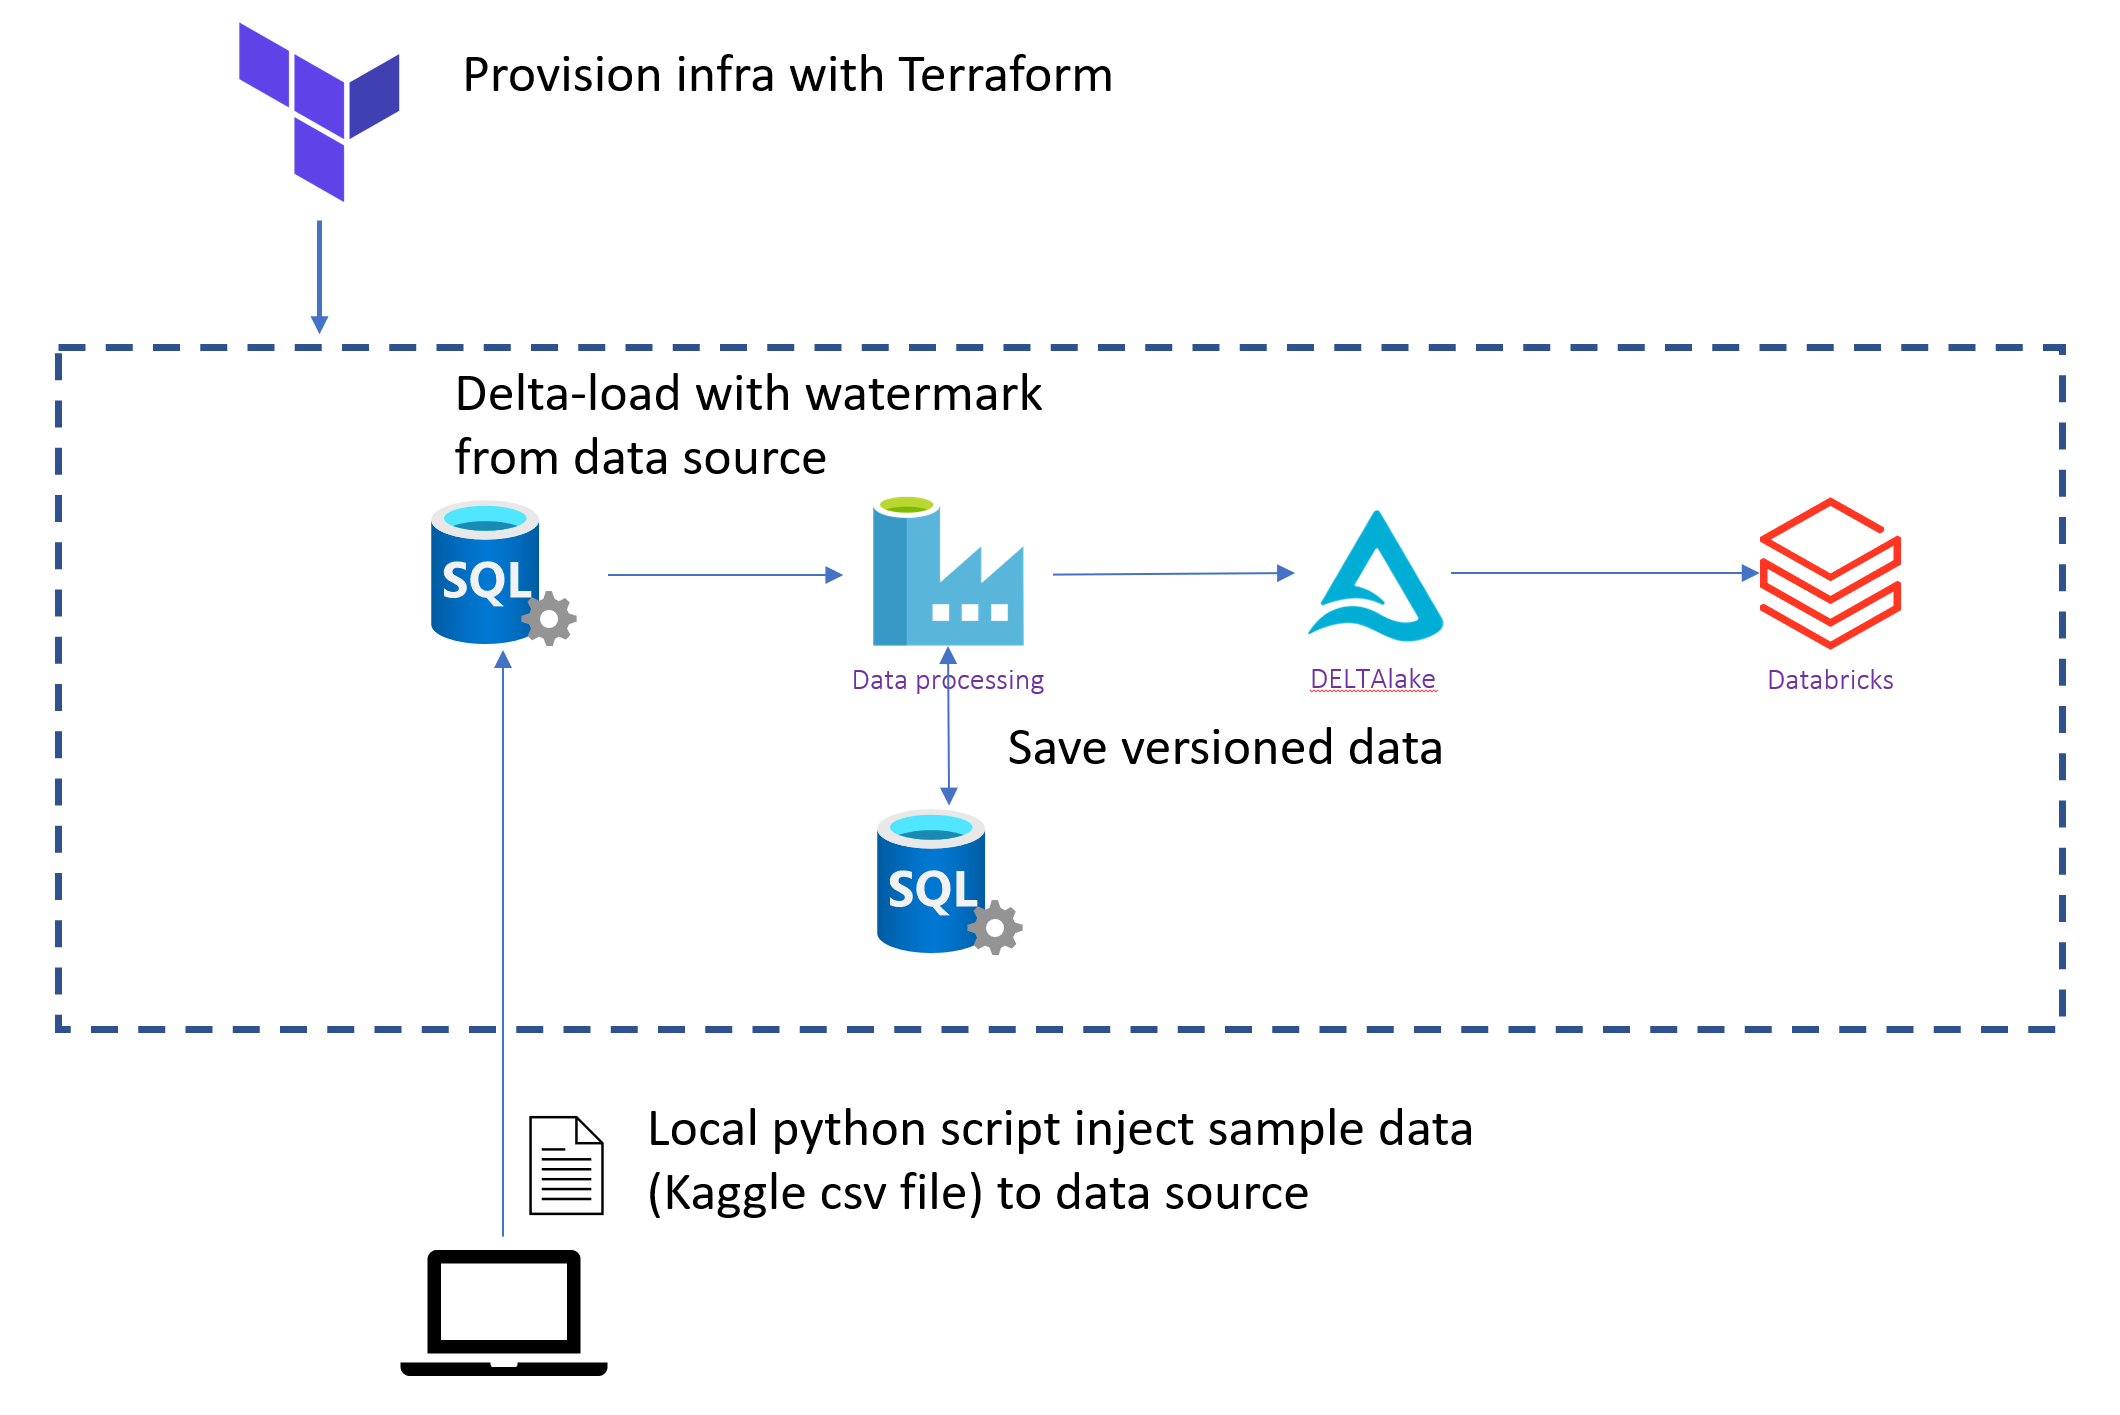 Provision infra with Terraform
Delta-load with watermark
from data source
SQL
Data processing
DELTAlake
Databricks
Save versioned data
SQL
Local python script inject sample data
(Kaggle csv file) to data source